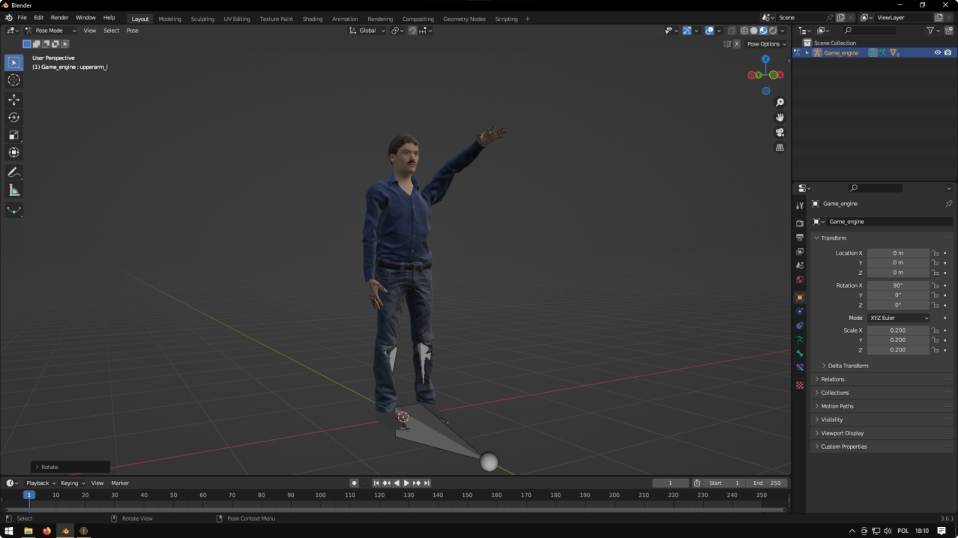 Blender
File Edit Render Window Help Layout Modeling Sculpting UV Editing Texture Paint Shading Animation Rendering Compositing Geometry Nodes Scripting + Scene ViewLayer
Pose Mode View Select Pose Global
Pose Options
User Perspective
(1) Game_engine : upperarm_l
Z
Y
X
Rotate
Scene Collection
Game_engine
Game_engine
Game_engine
Transform
Location X 0 m
Y 0 m
Z 0 m
Rotation X 90°
Y 0°
Z 0°
Mode XYZ Euler
Scale X 0.200
Y 0.200
Z 0.200
Delta Transform
Relations
Collections
Motion Paths
Visibility
Viewport Display
Custom Properties
Playback Keying View Marker 1 Start 1 End 250
1 10 20 30 40 50 60 70 80 90 100 110 120 130 140 150 160 170 180 190 200 210 220 230 240 250
Select Rotate View Pose Context Menu 3.6.1
POL 18:10